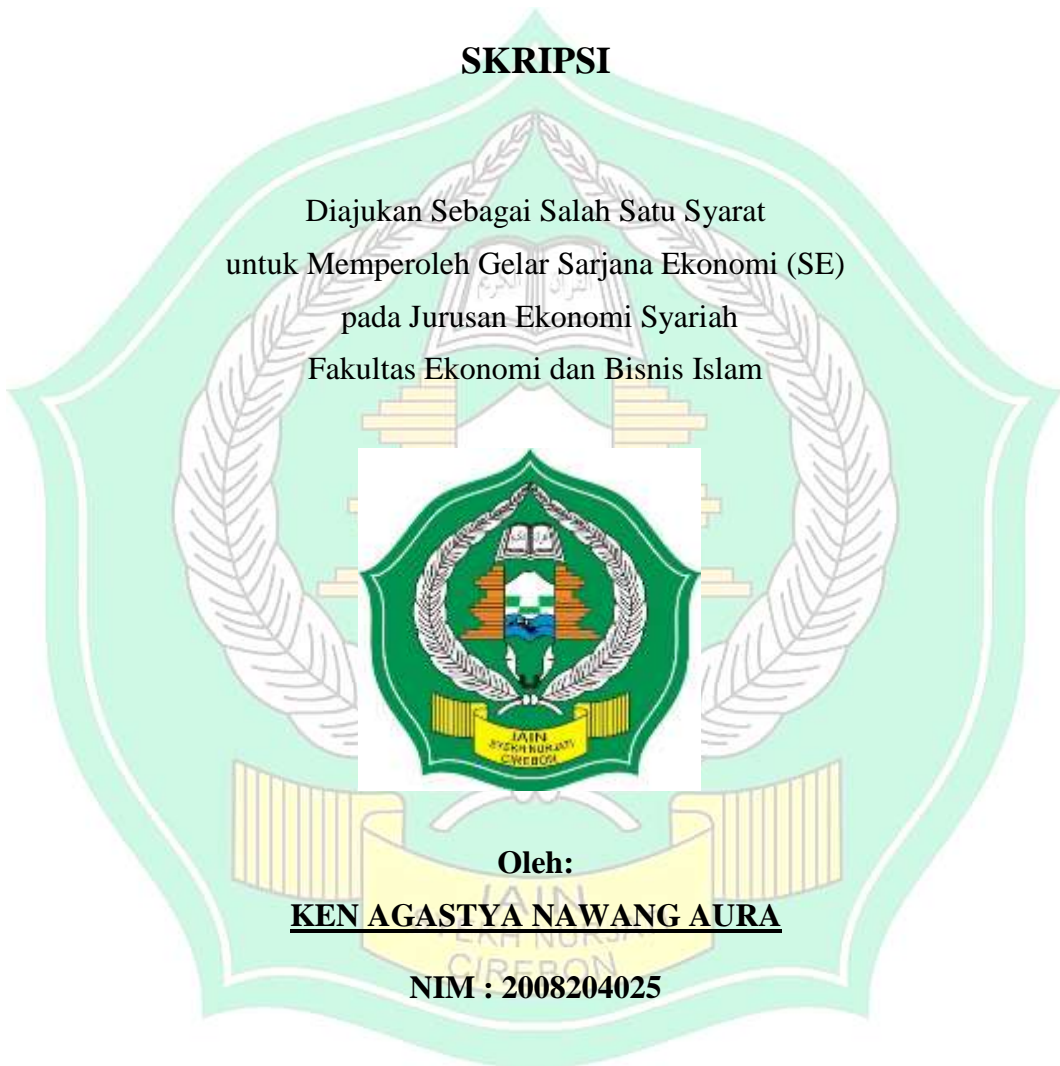 SKRIPSI
Diajukan Sebagai Salah Satu Syarat
untuk Memperoleh Gelar Sarjana Ekonomi (SE)
pada Jurusan Ekonomi Syariah
Fakultas Ekonomi dan Bisnis Islam
IAIN
SYEKH NURJATI
CIREBON
Oleh:
KEN AGASTYA NAWANG AURA
NIM : 2008204025